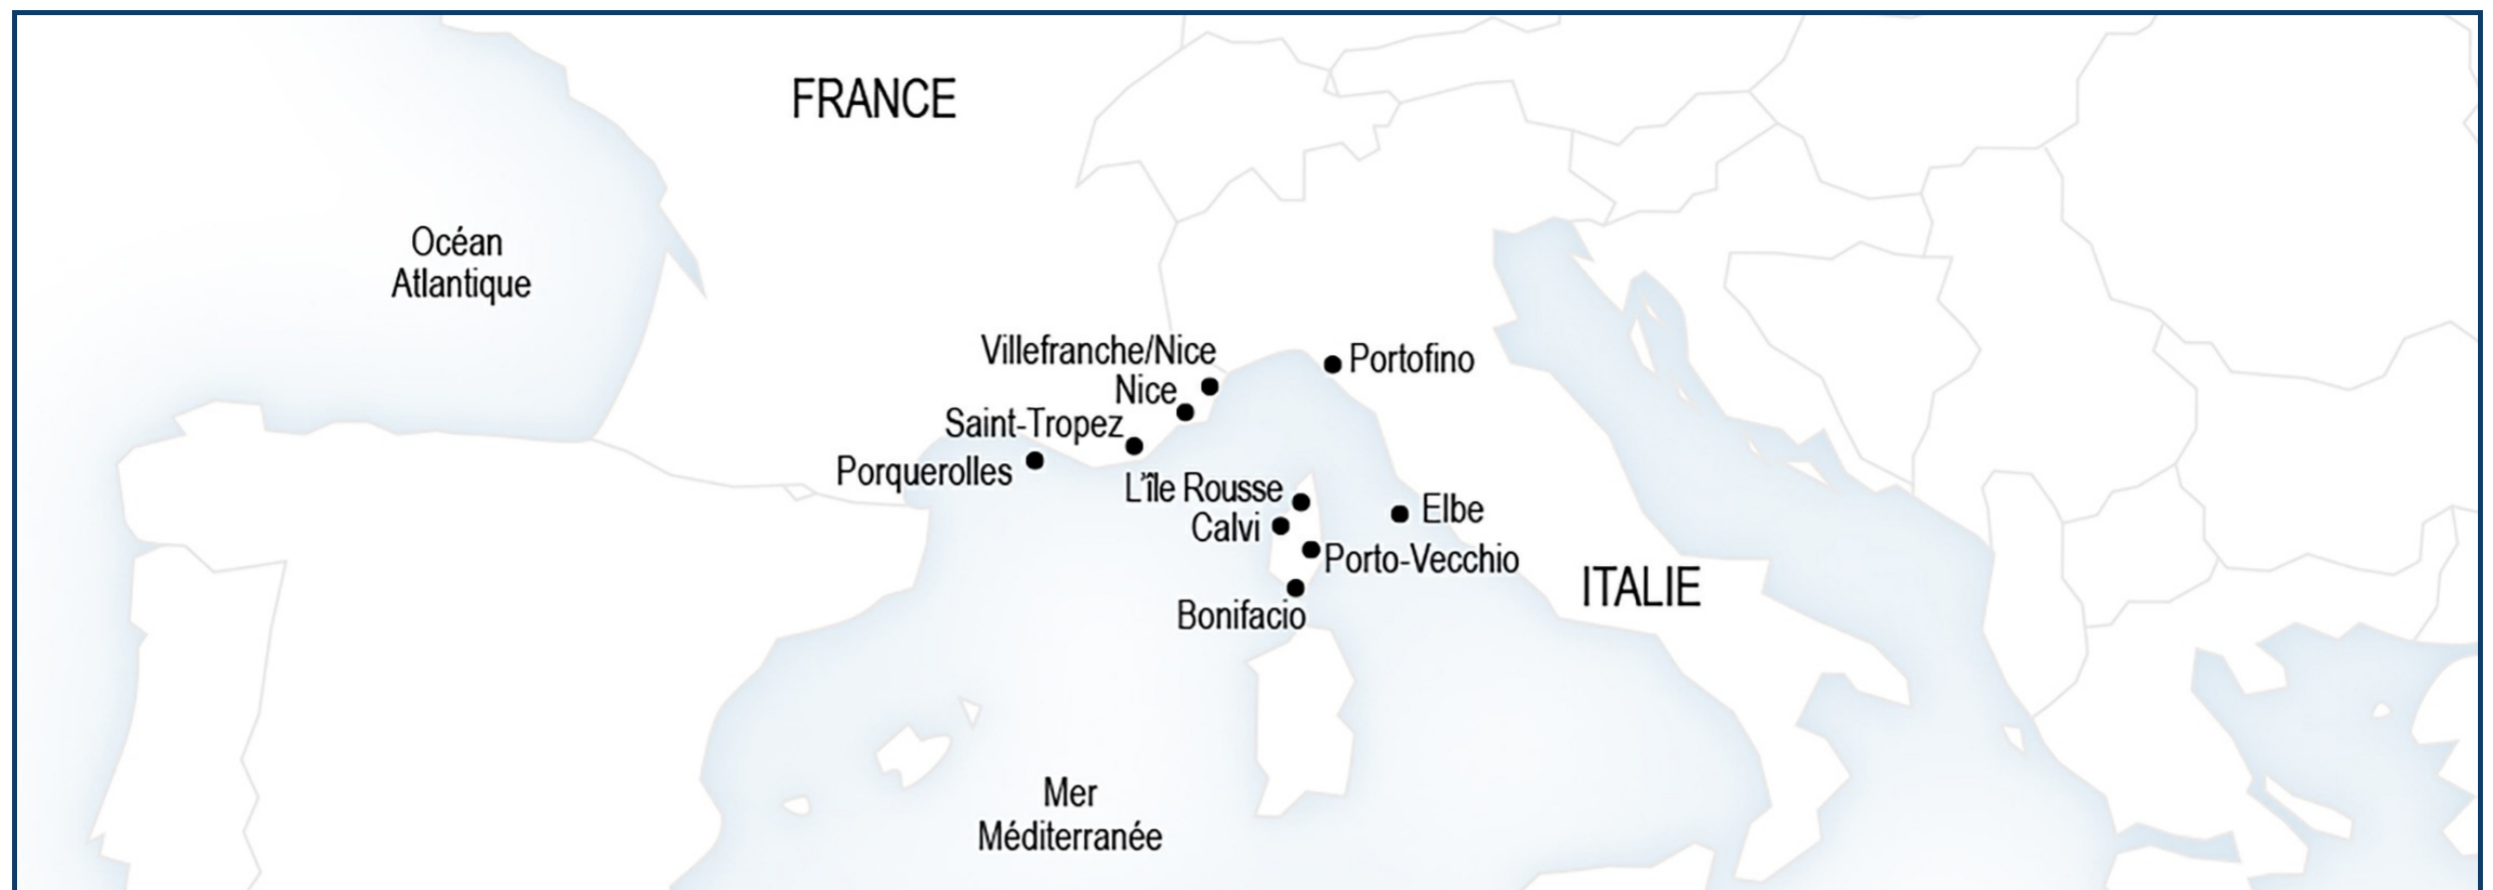 FRANCE
Océan
Atlantique
Villefranche/Nice
Portofino
Nice
Saint-Tropez
Porquerolles
L'île Rousse
Elbe
Calvi
Porto-Vecchio
ITALIE
Bonifacio
Mer
Méditerranée